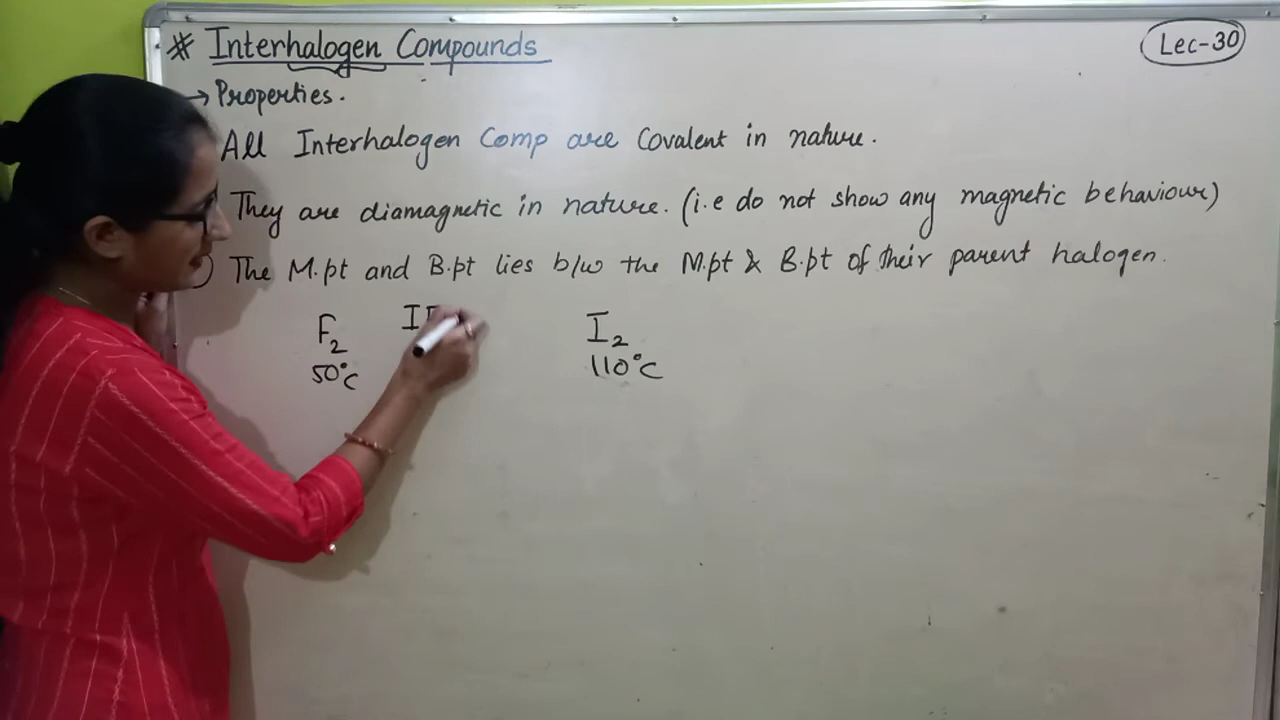 # Interhalogen Compounds
Lec-30
→ Properties.
All Interhalogen Comp are Covalent in nature.
They are diamagnetic in nature. (i.e do not show any magnetic behaviour)
The M.pt and B.pt lies b/w the M.pt & B.pt of their parent halogen.
F₂ I I₂
50°C 110°C